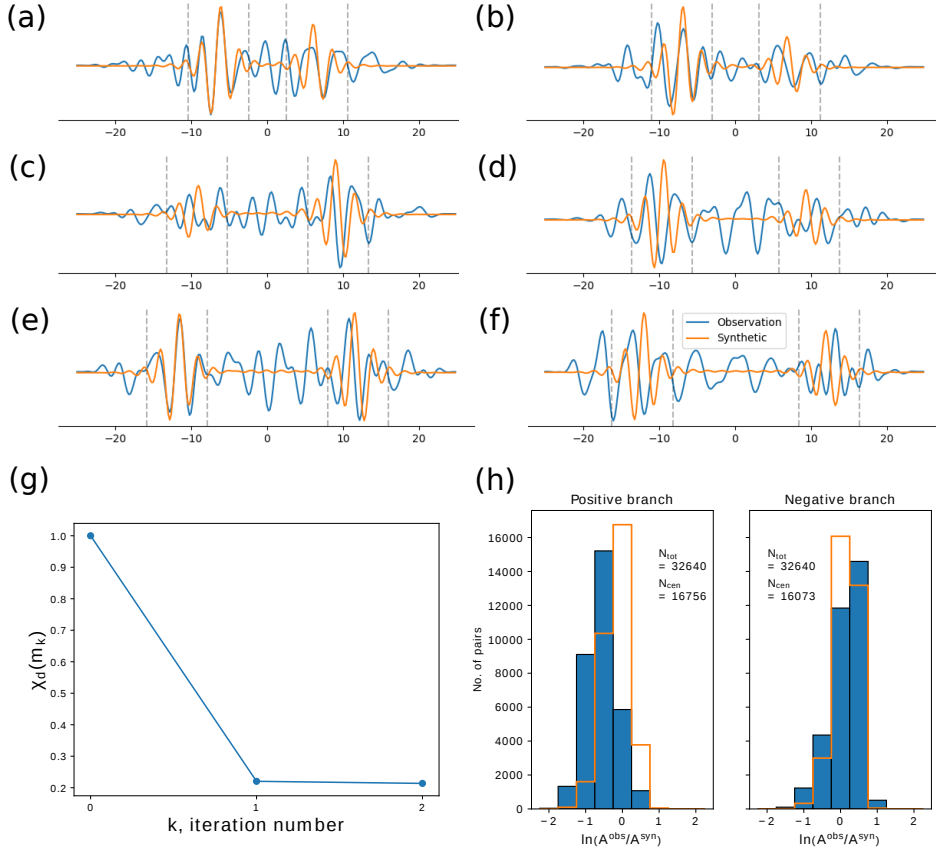 (a)
−20 −10 0 10 20
(b)
−20 −10 0 10 20
(c)
−20 −10 0 10 20
(d)
−20 −10 0 10 20
(e)
−20 −10 0 10 20
(f)
Observation
Synthetic
−20 −10 0 10 20
(g)
1.0
0.9
0.8
0.7
0.6
0.5
0.4
0.3
0.2
χd(mk)
0 1 2
k, iteration number
(h)
Positive branch
16000
14000
12000
10000
8000
6000
4000
2000
0
No. of pairs
Ntot
= 32640
Ncen
= 16756
−2 −1 0 1 2
ln(Aobs/Asyn)
Negative branch
Ntot
= 32640
Ncen
= 16073
−2 −1 0 1 2
ln(Aobs/Asyn)